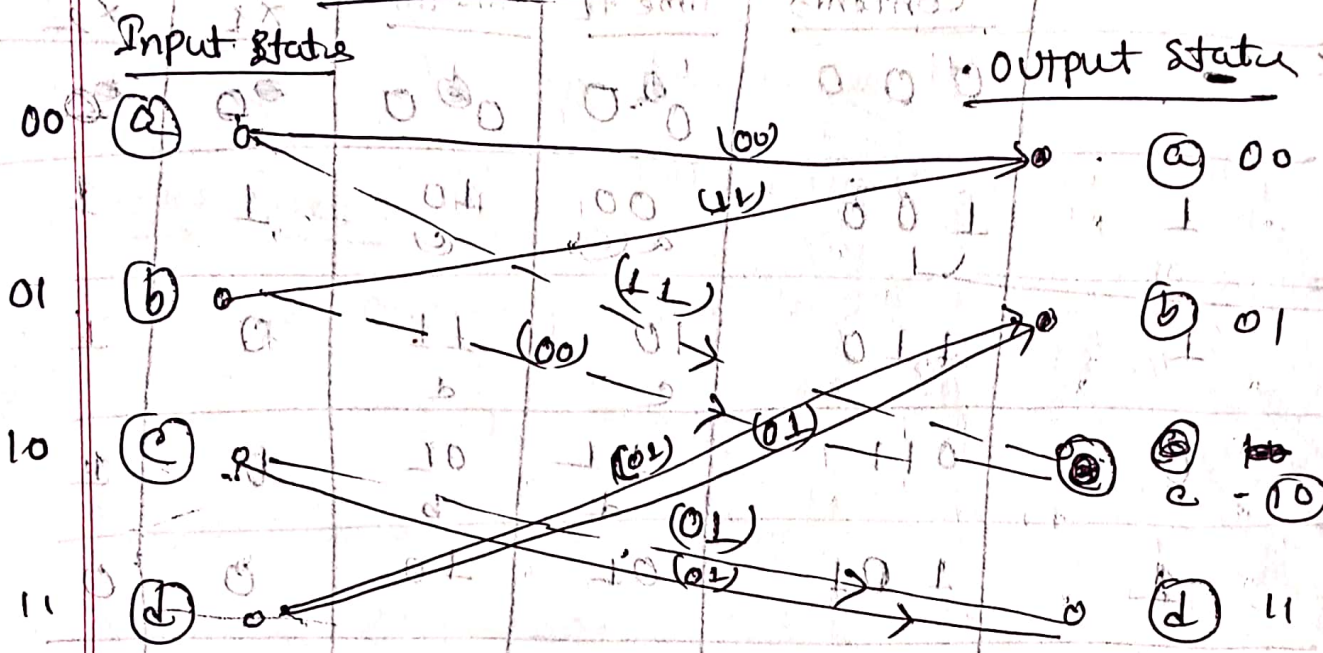 Input States
Output State
00 a (00) a 00
(11)
01 b (11) b 01
(00)
10 c (01) (01) c - 10
(01)
11 d (01) d 11